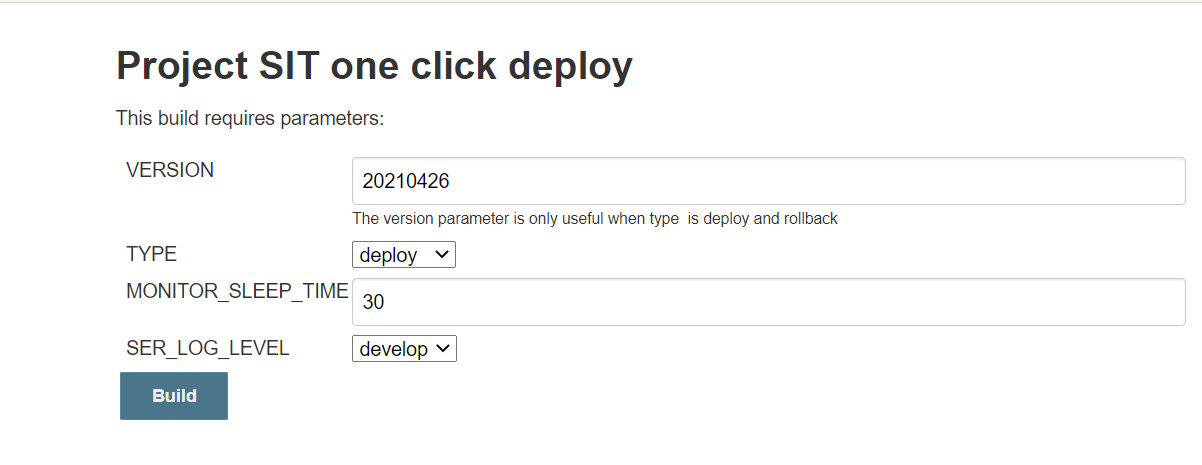 Project SIT one click deploy
This build requires parameters:
VERSION
20210426
The version parameter is only useful when type  is deploy and rollback
TYPE
deploy
MONITOR_SLEEP_TIME
30
SER_LOG_LEVEL
develop
Build